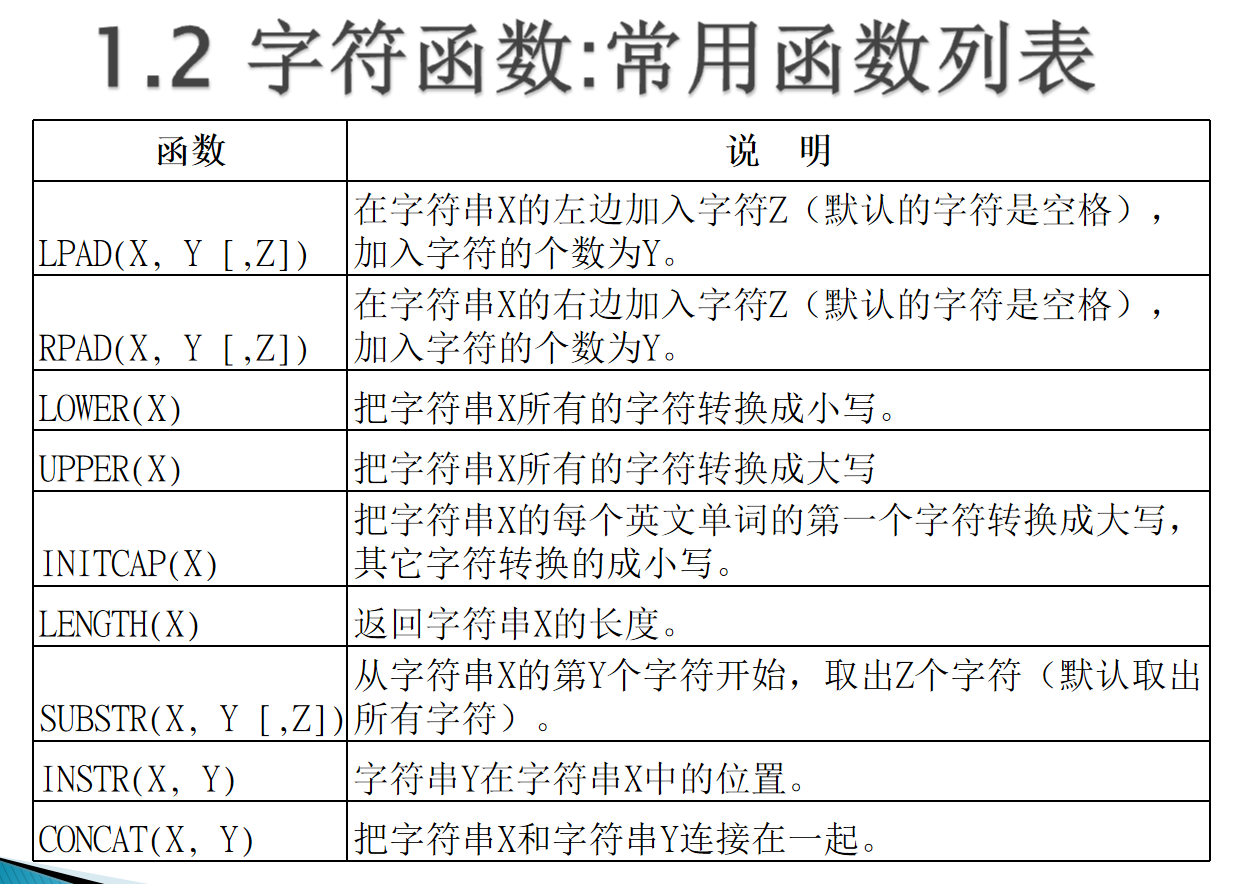 1.2 字符函数:常用函数列表
函数
说 明
LPAD(X, Y [,Z])
在字符串X的左边加入字符Z（默认的字符是空格），
加入字符的个数为Y。
RPAD(X, Y [,Z])
在字符串X的右边加入字符Z（默认的字符是空格），
加入字符的个数为Y。
LOWER(X)
把字符串X所有的字符转换成小写。
UPPER(X)
把字符串X所有的字符转换成大写
INITCAP(X)
把字符串X的每个英文单词的第一个字符转换成大写，
其它字符转换的成小写。
LENGTH(X)
返回字符串X的长度。
SUBSTR(X, Y [,Z])
从字符串X的第Y个字符开始，取出Z个字符（默认取出
所有字符）。
INSTR(X, Y)
字符串Y在字符串X中的位置。
CONCAT(X, Y)
把字符串X和字符串Y连接在一起。